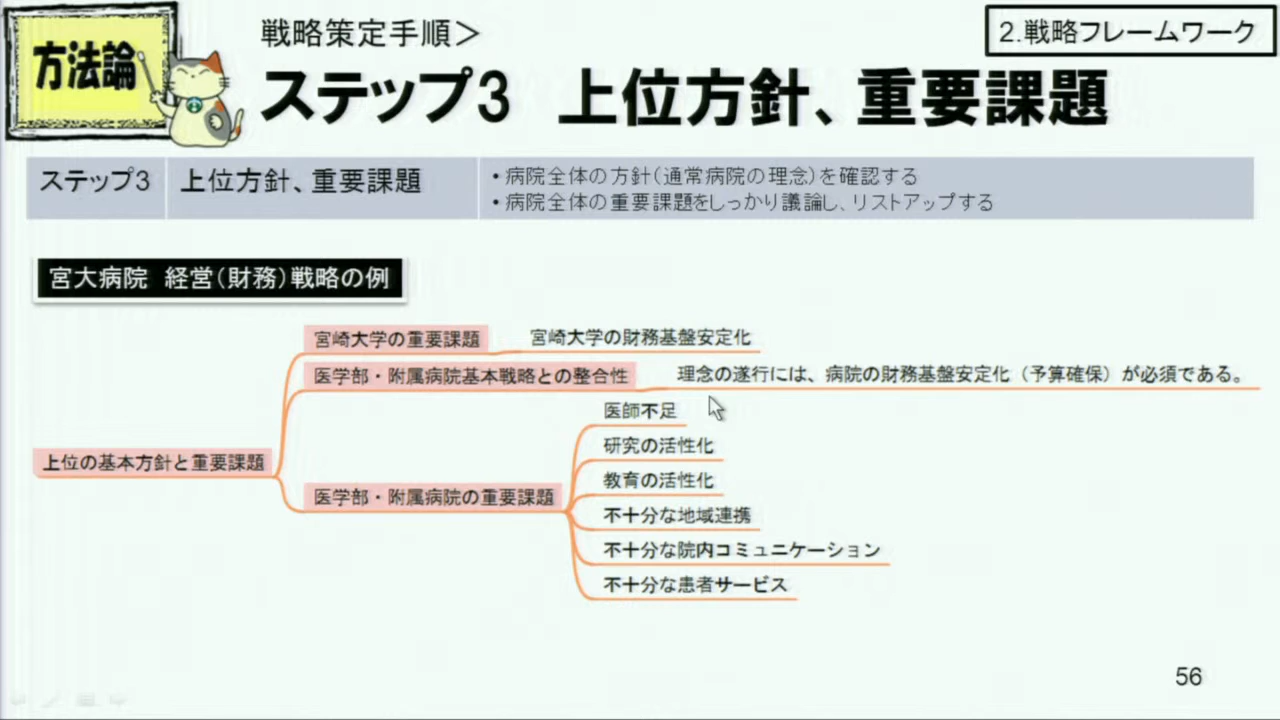 方法論
戦略策定手順＞
2.戦略フレームワーク
ステップ3　上位方針、重要課題
ステップ3
上位方針、重要課題
・病院全体の方針（通常病院の理念）を確認する
・病院全体の重要課題をしっかり議論し、リストアップする
宮大病院　経営（財務）戦略の例
上位の基本方針と重要課題
宮崎大学の重要課題
宮崎大学の財務基盤安定化
医学部・附属病院基本戦略との整合性
理念の遂行には、病院の財務基盤安定化（予算確保）が必須である。
医学部・附属病院の重要課題
医師不足
研究の活性化
教育の活性化
不十分な地域連携
不十分な院内コミュニケーション
不十分な患者サービス
56